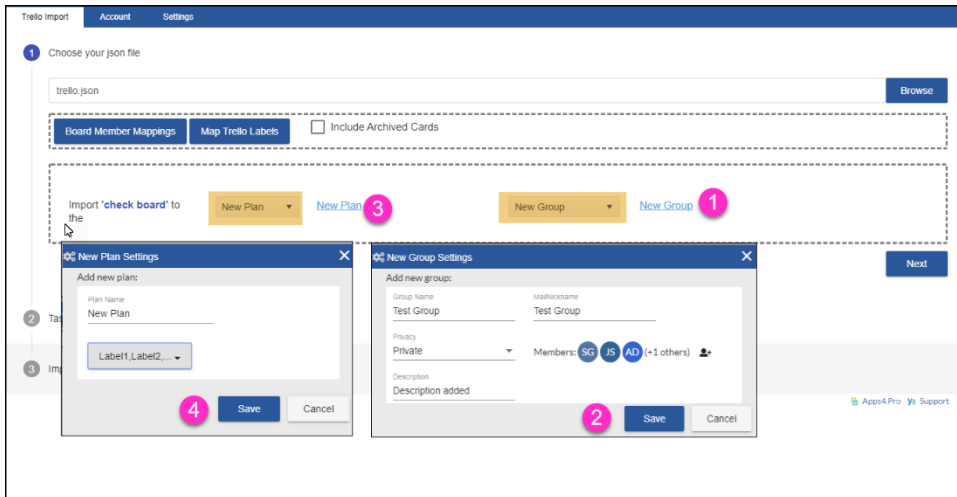 Trello Import Account Settings
1 Choose your json file
trello.json Browse
Board Member Mappings Map Trello Labels Include Archived Cards
Import 'check board' to
the
New Plan New Plan 3
New Group New Group 1
Next
New Plan Settings
Add new plan:
Plan Name
New Plan
Label1,Label2,...
4 Save Cancel
New Group Settings
Add new group:
Group Name MailNickname
Test Group Test Group
Privacy
Private Members: SG JS AD (+1 others)
Description
Description added
2 Save Cancel
2 Tas
3 Imp
Apps4.Pro Support